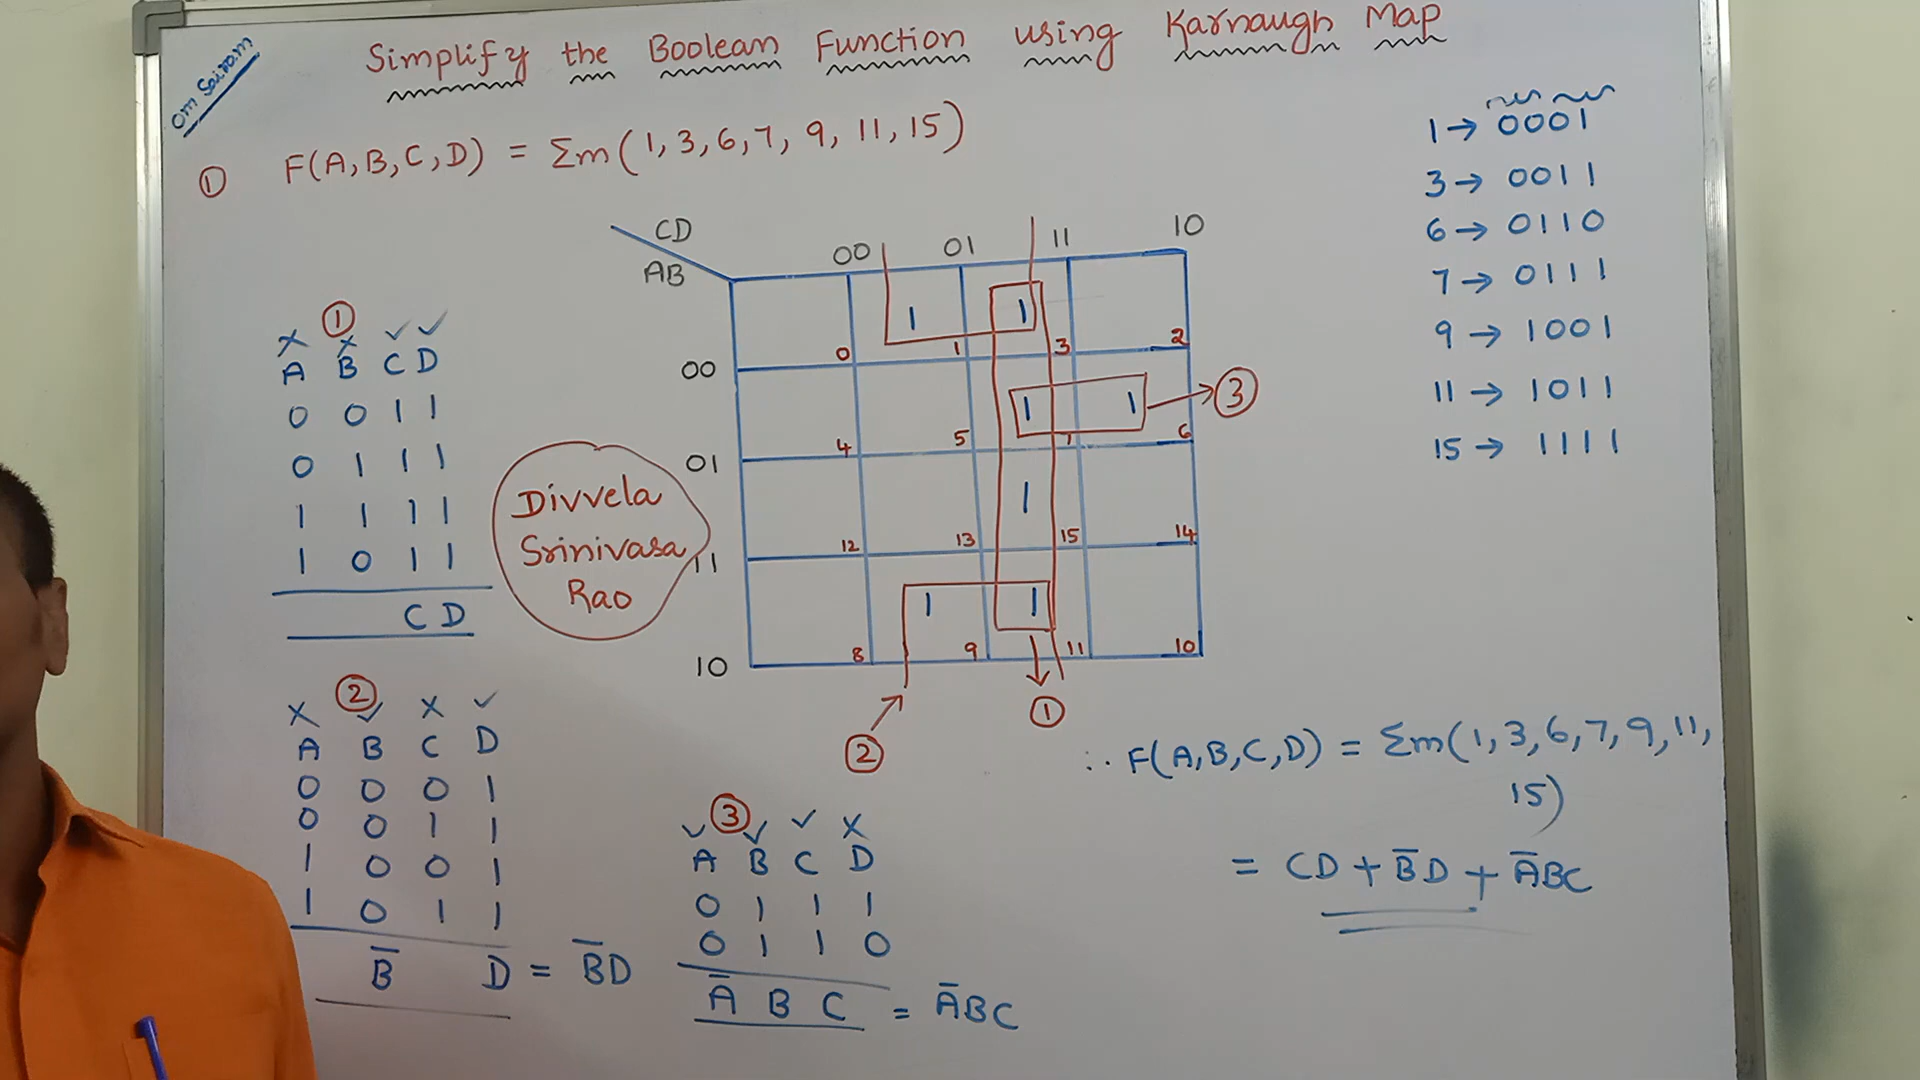 Om Sairam
Simplify the Boolean Function using Karnaugh Map
① F(A,B,C,D) = Σm(1,3,6,7,9,11,15)
1 → 0001
3 → 0011
6 → 0110
7 → 0111
9 → 1001
11 → 1011
15 → 1111
CD
AB
00 01 11 10
1 1
0 1 3 2
00
1 1 → ③
4 5 7 6
01
1
12 13 15 14
11
1 1
8 9 11 10
10
② ①
①
✗ ✗ ✓ ✓
A B C D
0 0 1 1
0 1 1 1
1 1 1 1
1 0 1 1
C D
Divvela
Srinivasa
Rao
②
✗ ✓ ✗ ✓
A B C D
0 0 0 1
0 0 1 1
1 0 0 1
1 0 1 1
B̅ D = B̅D
③
✓ ✓ ✓ ✗
A B C D
0 1 1 1
0 1 1 0
A̅ B C = A̅BC
∴ F(A,B,C,D) = Σm(1,3,6,7,9,11,
15)
= CD + B̅D + A̅BC